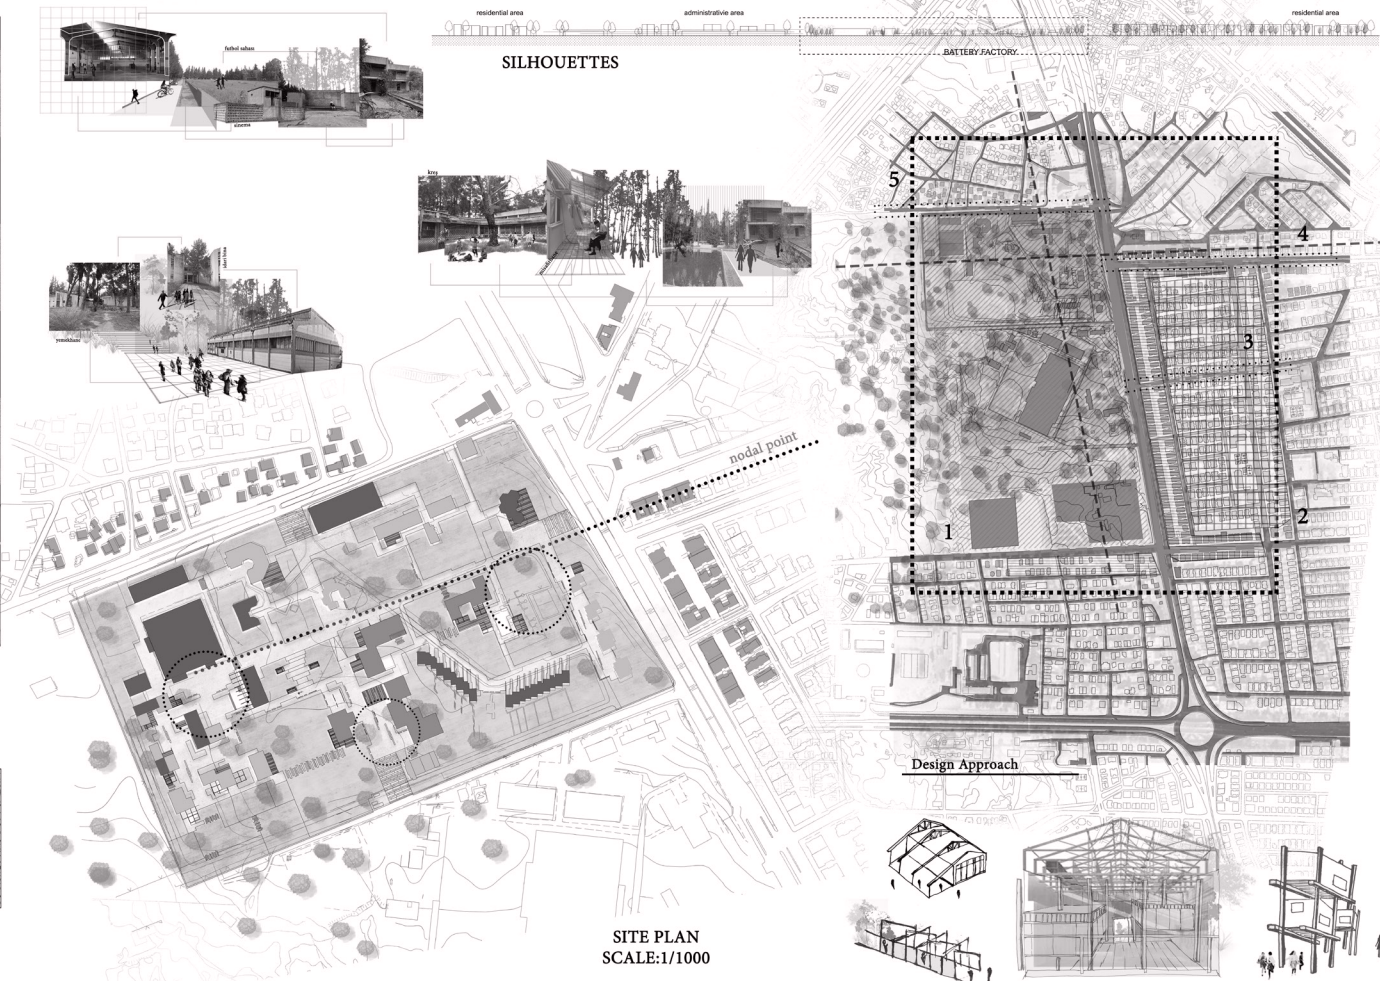 residential area
administrativie area
residential area
BATTERY FACTORY
SILHOUETTES
futbol sahası
sinema
kreş
yemekhane
5
4
3
2
1
nodal point
Design Approach
SITE PLAN
SCALE:1/1000